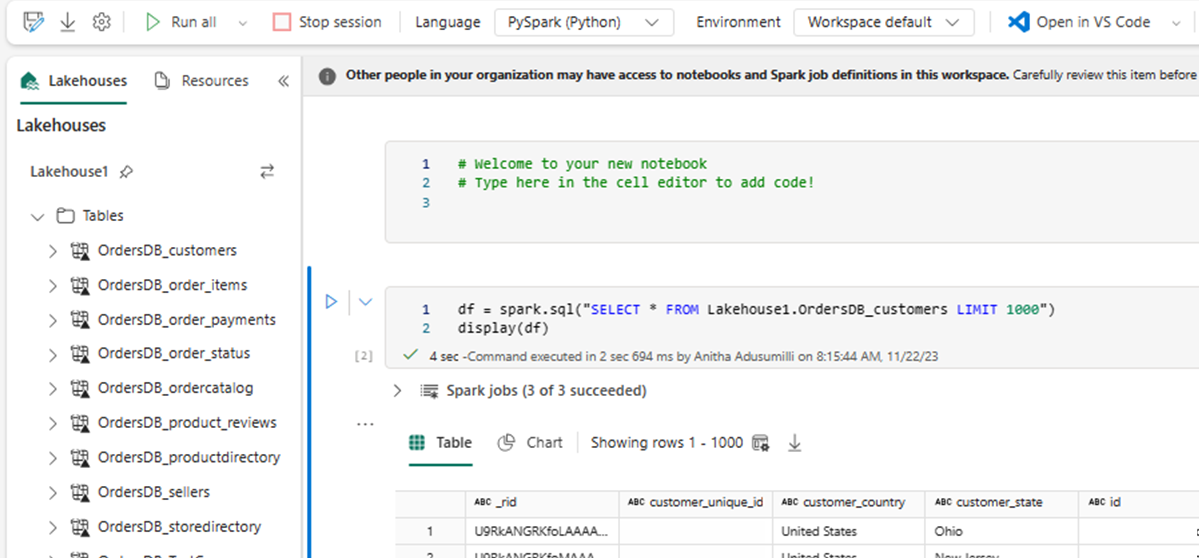 Run all
Stop session
Language
PySpark (Python)
Environment
Workspace default
Open in VS Code
Lakehouses
Resources
Other people in your organization may have access to notebooks and Spark job definitions in this workspace. Carefully review this item before
Lakehouses
Lakehouse1
Tables
OrdersDB_customers
OrdersDB_order_items
OrdersDB_order_payments
OrdersDB_order_status
OrdersDB_ordercatalog
OrdersDB_product_reviews
OrdersDB_productdirectory
OrdersDB_sellers
OrdersDB_storedirectory
1 # Welcome to your new notebook
2 # Type here in the cell editor to add code!
3
1 df = spark.sql("SELECT * FROM Lakehouse1.OrdersDB_customers LIMIT 1000")
2 display(df)
[2] 4 sec -Command executed in 2 sec 694 ms by Anitha Adusumilli on 8:15:44 AM, 11/22/23
Spark jobs (3 of 3 succeeded)
...
Table
Chart
Showing rows 1 - 1000
ABC _rid ABC customer_unique_id ABC customer_country ABC customer_state ABC id
1 U9RkANGRKfoLAAAA... United States Ohio
2 U9RkANGRKfoMAAA... United States New Jersey